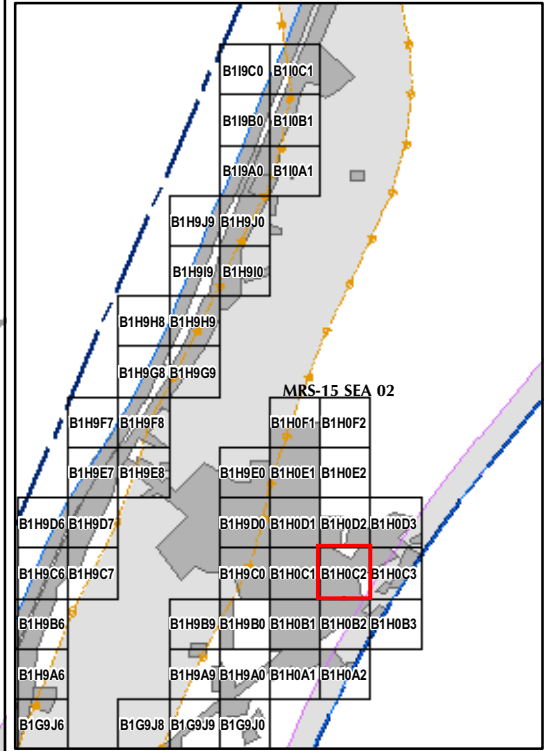 B1I9C0 B1I0C1
B1I9B0 B1I0B1
B1I9A0 B1I0A1
B1H9J9 B1H9J0
B1H9I9 B1H9I0
B1H9H8 B1H9H9
B1H9G8 B1H9G9
MRS-15 SEA 02
B1H9F7 B1H9F8 B1H0F1 B1H0F2
B1H9E7 B1H9E8 B1H9E0 B1H0E1 B1H0E2
B1H9D6 B1H9D7 B1H9D0 B1H0D1 B1H0D2 B1H0D3
B1H9C6 B1H9C7 B1H9C0 B1H0C1 B1H0C2 B1H0C3
B1H9B6 B1H9B9 B1H9B0 B1H0B1 B1H0B2 B1H0B3
B1H9A6 B1H9A9 B1H9A0 B1H0A1 B1H0A2
B1G9J6 B1G9J8 B1G9J9 B1G9J0